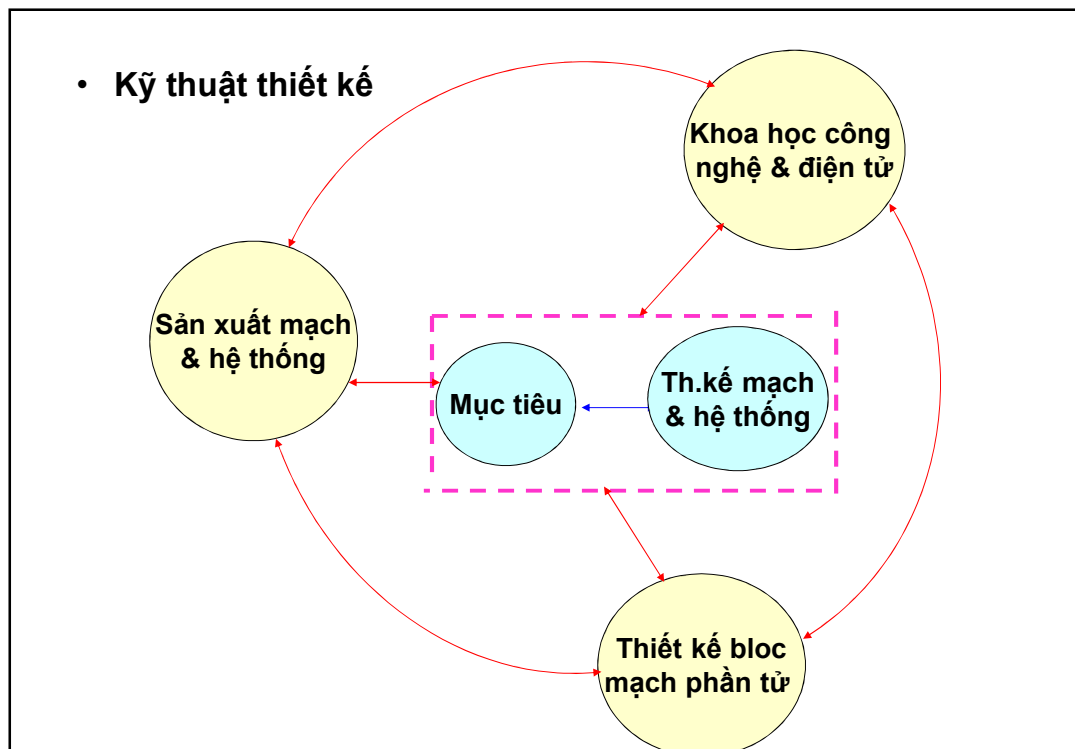 • Kỹ thuật thiết kế
Khoa học công
nghệ & điện tử
Sản xuất mạch
& hệ thống
Mục tiêu
Th.kế mạch
& hệ thống
Thiết kế bloc
mạch phần tử